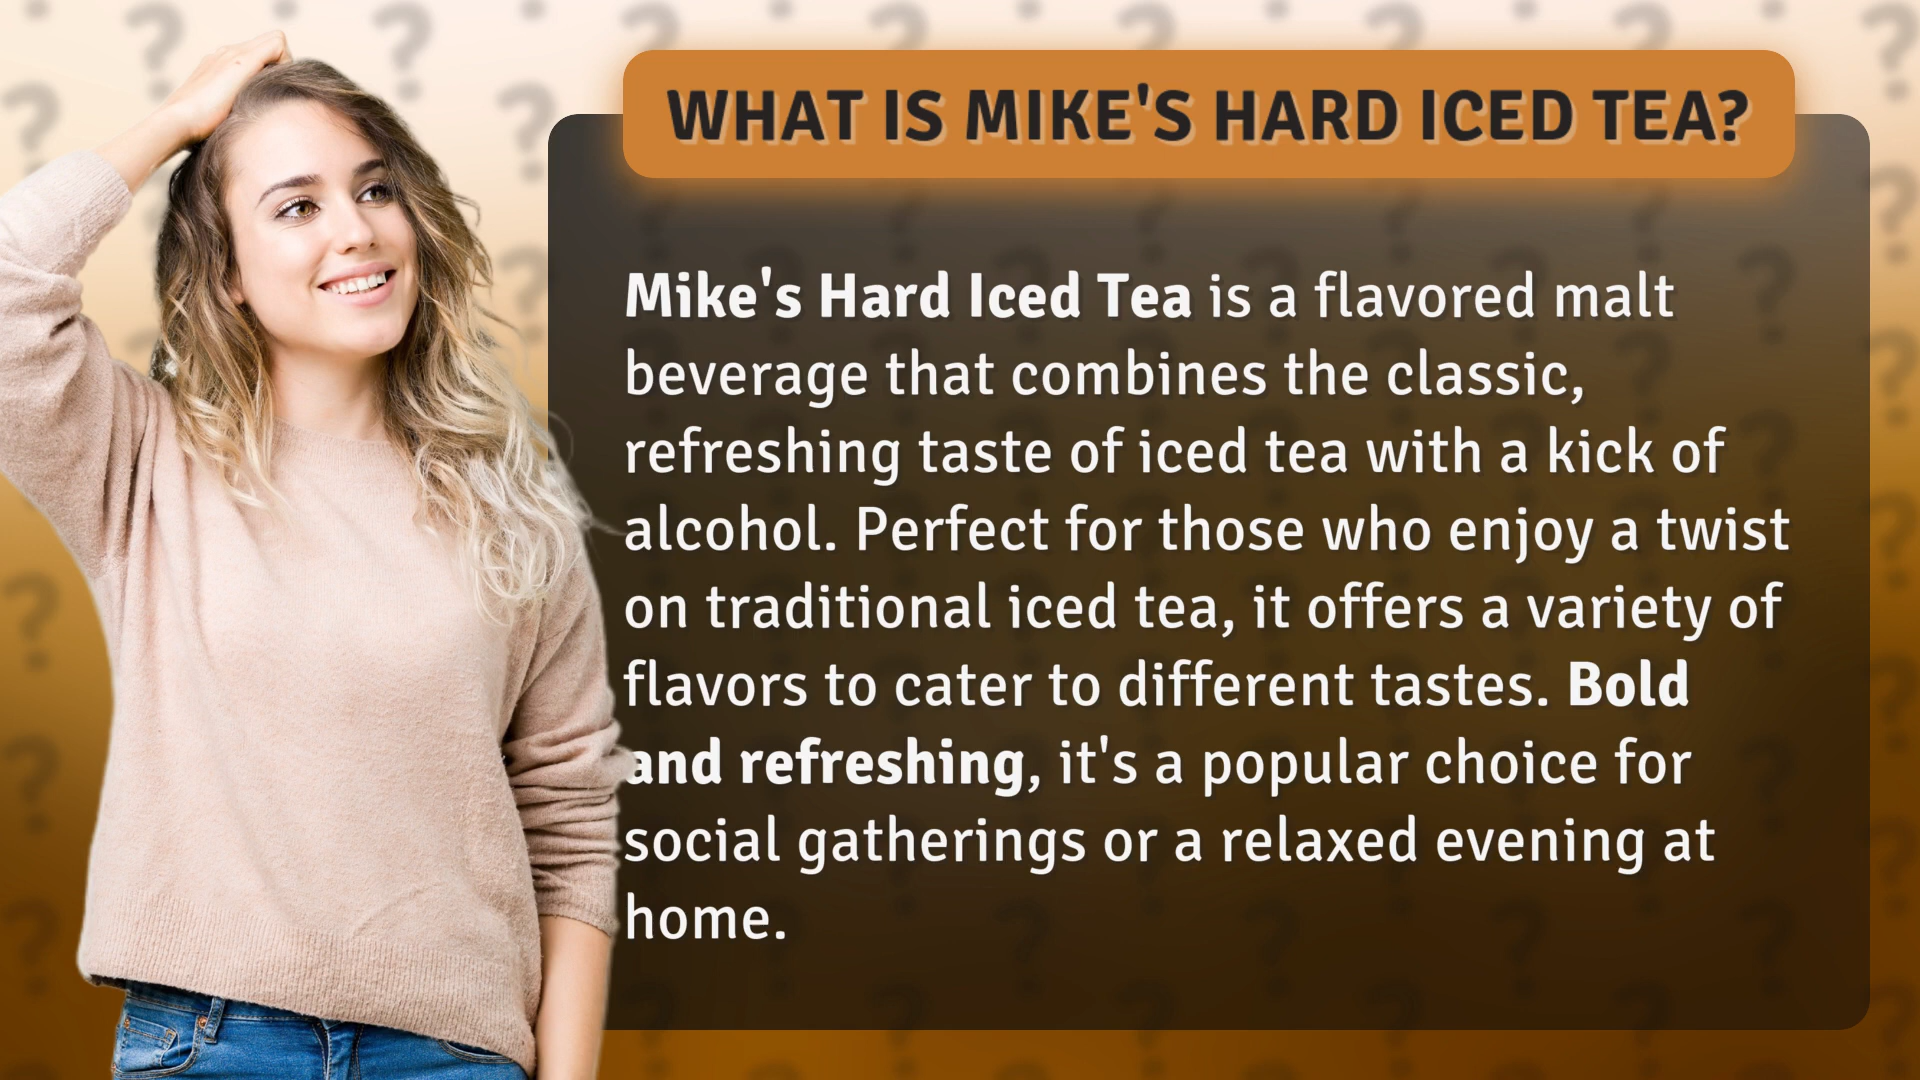 WHAT IS MIKE'S HARD ICED TEA?
Mike's Hard Iced Tea is a flavored malt
beverage that combines the classic,
refreshing taste of iced tea with a kick of
alcohol. Perfect for those who enjoy a twist
on traditional iced tea, it offers a variety of
flavors to cater to different tastes. Bold
and refreshing, it's a popular choice for
social gatherings or a relaxed evening at
home.